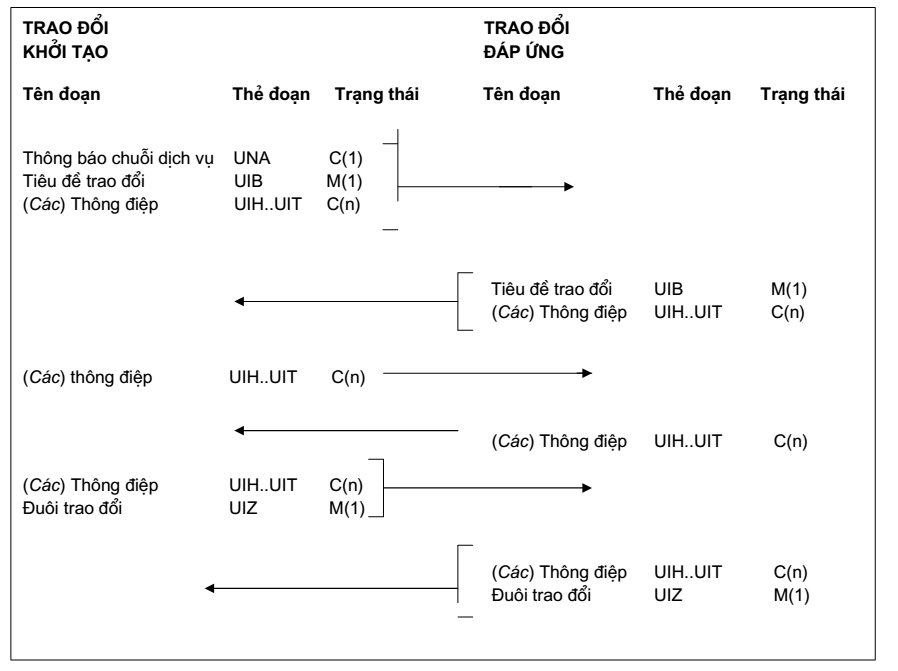 TRAO ĐỔI TRAO ĐỔI
KHỞI TẠO ĐÁP ỨNG
Tên đoạn Thẻ đoạn Trạng thái Tên đoạn Thẻ đoạn Trạng thái
Thông báo chuỗi dịch vụ UNA C(1)
Tiêu đề trao đổi UIB M(1)
(Các) Thông điệp UIH..UIT C(n)
Tiêu đề trao đổi UIB M(1)
(Các) Thông điệp UIH..UIT C(n)
(Các) thông điệp UIH..UIT C(n)
(Các) Thông điệp UIH..UIT C(n)
(Các) Thông điệp UIH..UIT C(n)
Đuôi trao đổi UIZ M(1)
(Các) Thông điệp UIH..UIT C(n)
Đuôi trao đổi UIZ M(1)